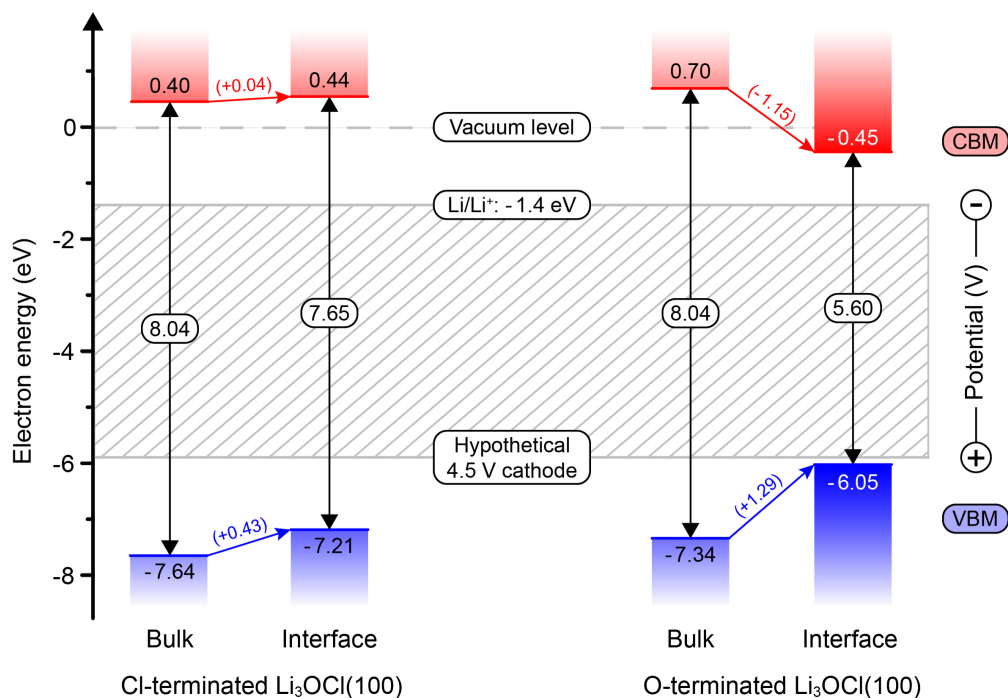 0.40
(+0.04)
0.44
0.70
(-1.15)
-0.45
CBM
0
Vacuum level
Li/Li⁺: -1.4 eV
-2
-4
-6
-8
Electron energy (eV)
8.04
7.65
8.04
5.60
−
Potential (V)
+
Hypothetical
4.5 V cathode
-7.64
(+0.43)
-7.21
-7.34
(+1.29)
-6.05
VBM
Bulk
Interface
Bulk
Interface
Cl-terminated Li₃OCl(100)
O-terminated Li₃OCl(100)